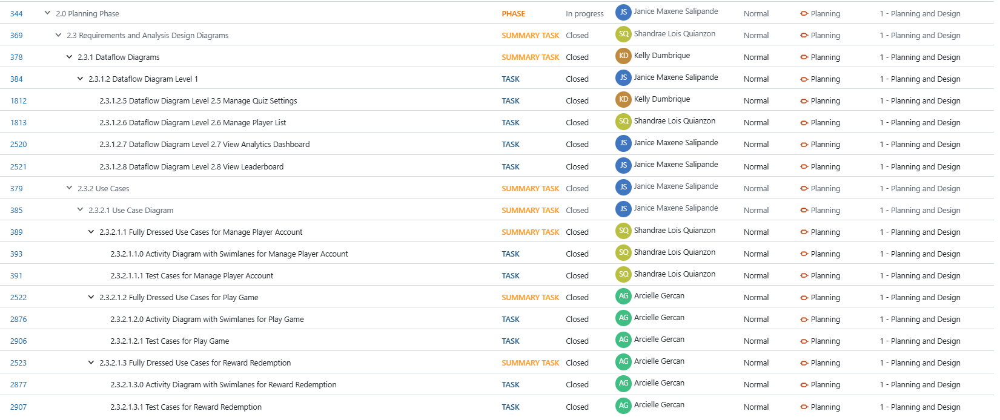 344 2.0 Planning Phase PHASE In progress JS Janice Maxene Salipande Normal Planning 1 - Planning and Design
369 2.3 Requirements and Analysis Design Diagrams SUMMARY TASK Closed SQ Shandrae Lois Quianzon Normal Planning 1 - Planning and Design
378 2.3.1 Dataflow Diagrams SUMMARY TASK Closed KD Kelly Dumbrique Normal Planning 1 - Planning and Design
384 2.3.1.2 Dataflow Diagram Level 1 TASK Closed JS Janice Maxene Salipande Normal Planning 1 - Planning and Design
1812 2.3.1.2.5 Dataflow Diagram Level 2.5 Manage Quiz Settings TASK Closed KD Kelly Dumbrique Normal Planning 1 - Planning and Design
1813 2.3.1.2.6 Dataflow Diagram Level 2.6 Manage Player List TASK Closed SQ Shandrae Lois Quianzon Normal Planning 1 - Planning and Design
2520 2.3.1.2.7 Dataflow Diagram Level 2.7 View Analytics Dashboard TASK Closed JS Janice Maxene Salipande Normal Planning 1 - Planning and Design
2521 2.3.1.2.8 Dataflow Diagram Level 2.8 View Leaderboard TASK Closed JS Janice Maxene Salipande Normal Planning 1 - Planning and Design
379 2.3.2 Use Cases SUMMARY TASK Closed JS Janice Maxene Salipande Normal Planning 1 - Planning and Design
385 2.3.2.1 Use Case Diagram SUMMARY TASK Closed JS Janice Maxene Salipande Normal Planning 1 - Planning and Design
389 2.3.2.1.1 Fully Dressed Use Cases for Manage Player Account SUMMARY TASK Closed SQ Shandrae Lois Quianzon Normal Planning 1 - Planning and Design
393 2.3.2.1.1.0 Activity Diagram with Swimlanes for Manage Player Account TASK Closed SQ Shandrae Lois Quianzon Normal Planning 1 - Planning and Design
391 2.3.2.1.1.1 Test Cases for Manage Player Account TASK Closed SQ Shandrae Lois Quianzon Normal Planning 1 - Planning and Design
2522 2.3.2.1.2 Fully Dressed Use Cases for Play Game SUMMARY TASK Closed AG Arcielle Gercan Normal Planning 1 - Planning and Design
2876 2.3.2.1.2.0 Activity Diagram with Swimlanes for Play Game TASK Closed AG Arcielle Gercan Normal Planning 1 - Planning and Design
2906 2.3.2.1.2.1 Test Cases for Play Game TASK Closed AG Arcielle Gercan Normal Planning 1 - Planning and Design
2523 2.3.2.1.3 Fully Dressed Use Cases for Reward Redemption SUMMARY TASK Closed AG Arcielle Gercan Normal Planning 1 - Planning and Design
2877 2.3.2.1.3.0 Activity Diagram with Swimlanes for Reward Redemption TASK Closed AG Arcielle Gercan Normal Planning 1 - Planning and Design
2907 2.3.2.1.3.1 Test Cases for Reward Redemption TASK Closed AG Arcielle Gercan Normal Planning 1 - Planning and Design